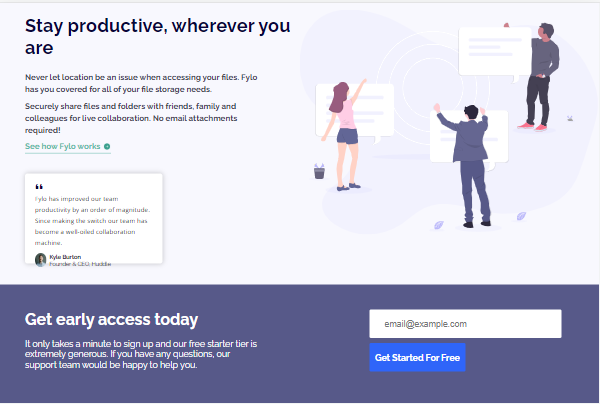 Stay productive, wherever you
are
Never let location be an issue when accessing your files. Fylo
has you covered for all of your file storage needs.
Securely share files and folders with friends, family and
colleagues for live collaboration. No email attachments
required!
See how Fylo works
“
Fylo has improved our team
productivity by an order of magnitude.
Since making the switch our team has
become a well-oiled collaboration
machine.
Kyle Burton
Founder & CEO, Huddle
Get early access today
It only takes a minute to sign up and our free starter tier is
extremely generous. If you have any questions, our
support team would be happy to help you.
email@example.com
Get Started For Free